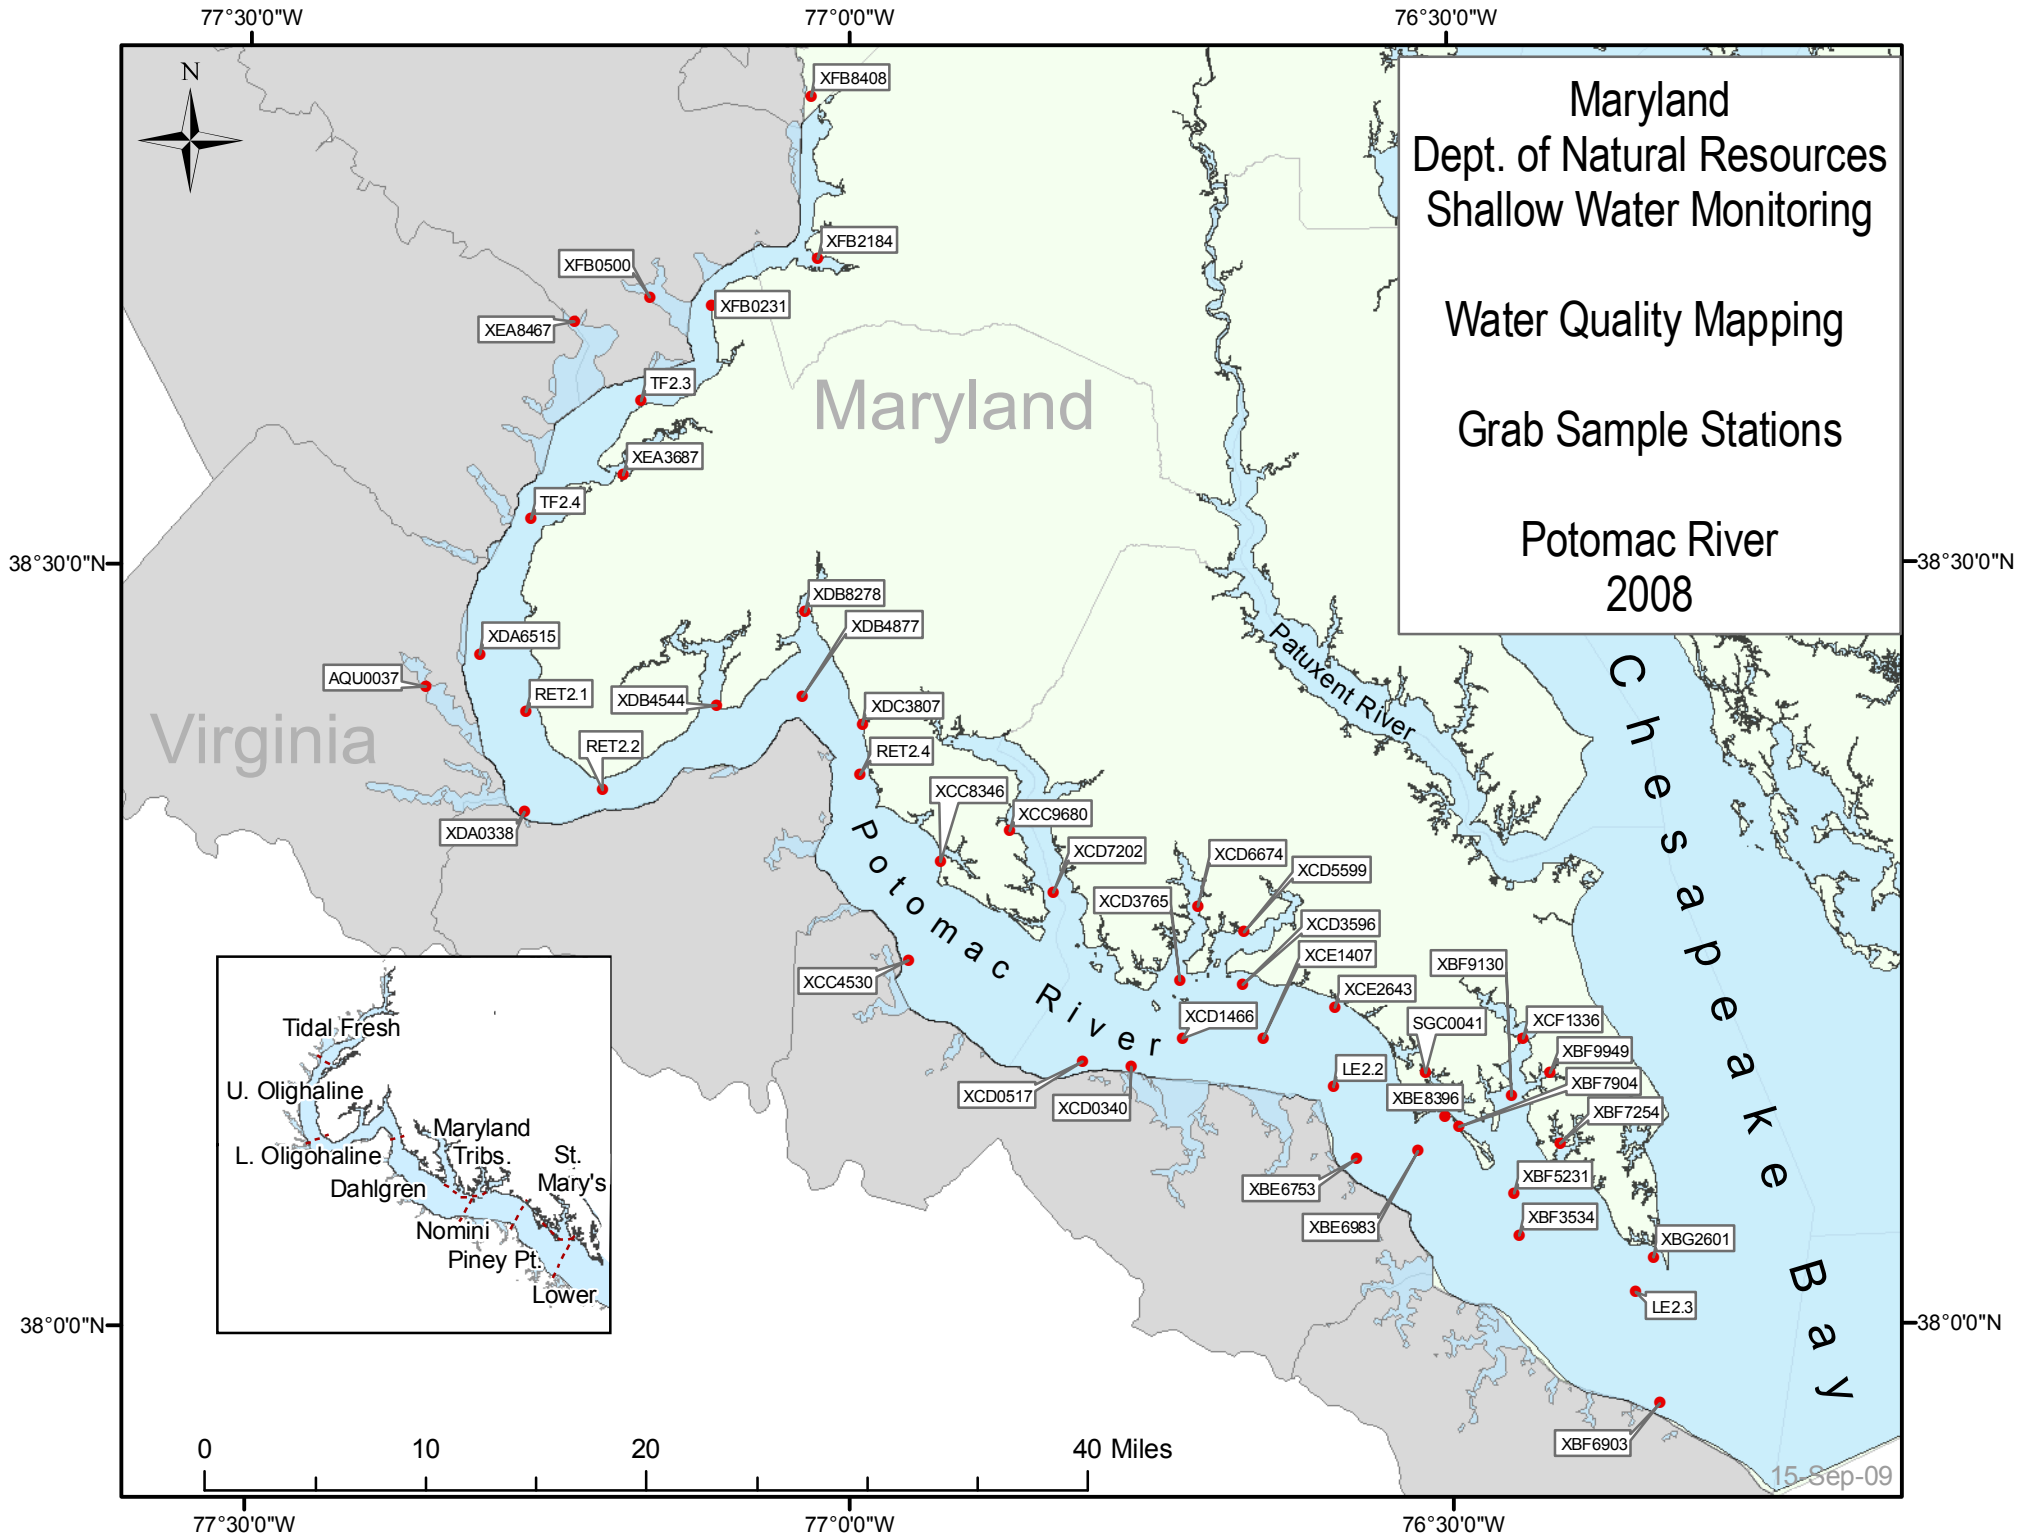 77°30'0"W
77°0'0"W
76°30'0"W
N
Maryland
Dept. of Natural Resources
Shallow Water Monitoring
Water Quality Mapping
Grab Sample Stations
Potomac River
2008
XFB8408
XFB2184
XFB0500
XFB0231
XEA8467
TF2.3
Maryland
XEA3687
TF2.4
38°30'0"N
38°30'0"N
XDB8278
XDB4877
XDA6515
AQU0037
RET2.1
XDB4544
Virginia
RET2.2
XDC3807
RET2.4
XDA0338
Patuxent River
Chesapeake Bay
XCC8346
XCC9680
XCD7202
XCD6674
XCD5599
XCD3765
XCD3596
XCE1407
Potomac River
XCC4530
XBF9130
XCE2643
XCD1466
SGC0041
XCF1336
XBF9949
LE2.2
XBF7904
XCD0517
XCD0340
XBE8396
XBF7254
XBE6753
XBF5231
XBE6983
XBF3534
XBG2601
LE2.3
XBF6903
Tidal Fresh
U. Olighaline
L. Oligohaline
Maryland
Tribs.
St.
Mary's
Dahlgren
Nomini
Piney Pt.
Lower
38°0'0"N
38°0'0"N
0
10
20
40 Miles
15-Sep-09
77°30'0"W
77°0'0"W
76°30'0"W